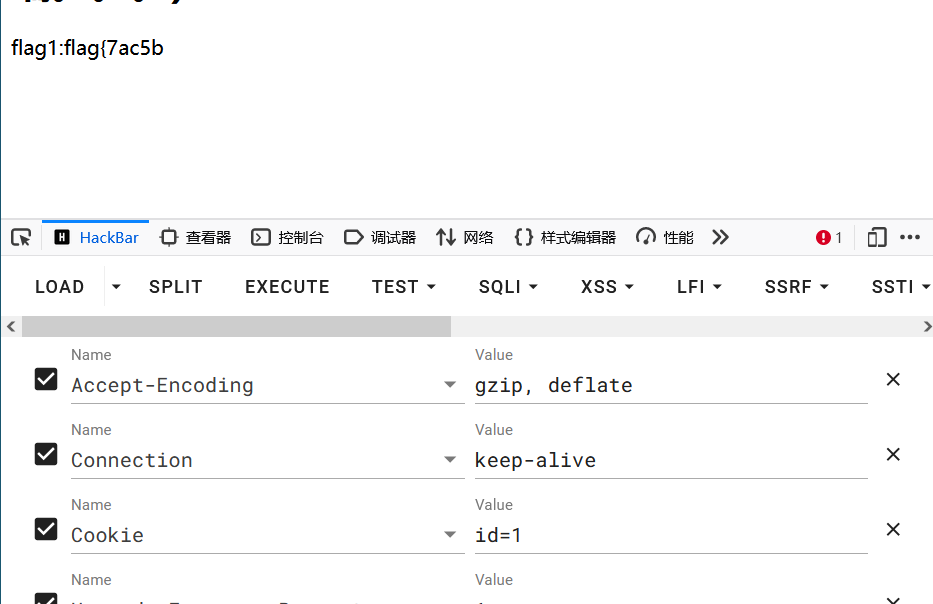 flag1:flag{7ac5b
HackBar 查看器 控制台 调试器 网络 {} 样式编辑器 性能 1
LOAD SPLIT EXECUTE TEST SQLI XSS LFI SSRF SSTI
Name Value
Accept-Encoding gzip, deflate
Name Value
Connection keep-alive
Name Value
Cookie id=1
Name Value